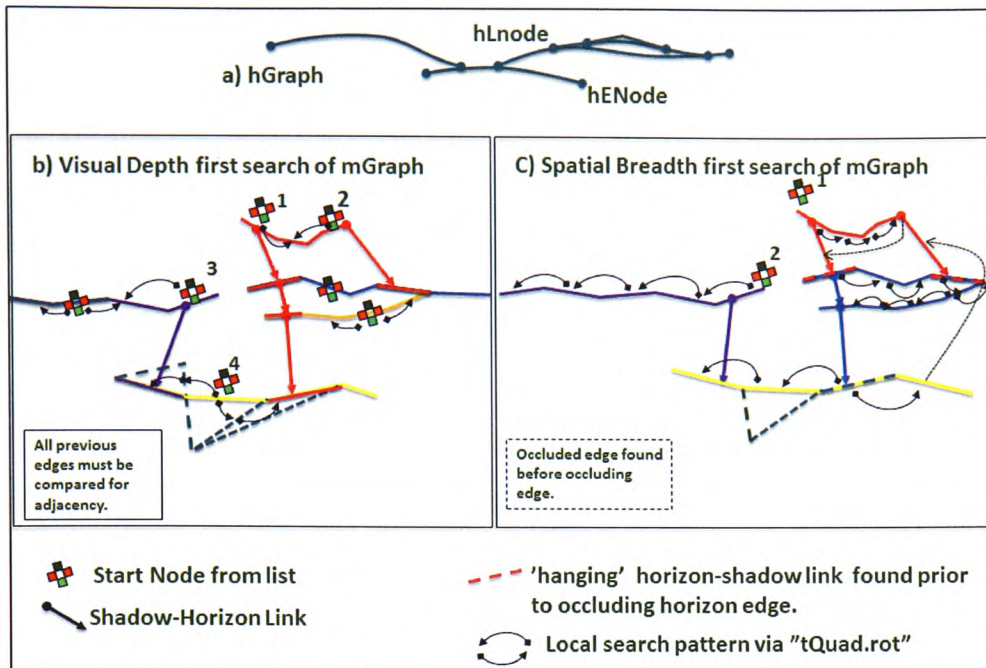 hLnode
a) hGraph
hENode
b) Visual Depth first search of mGraph
1
2
3
4
All previous
edges must be
compared for
adjacency.
C) Spatial Breadth first search of mGraph
1
2
Occluded edge found
before occluding
edge.
Start Node from list
Shadow-Horizon Link
'hanging' horizon-shadow link found prior
to occluding horizon edge.
Local search pattern via "tQuad.rot"